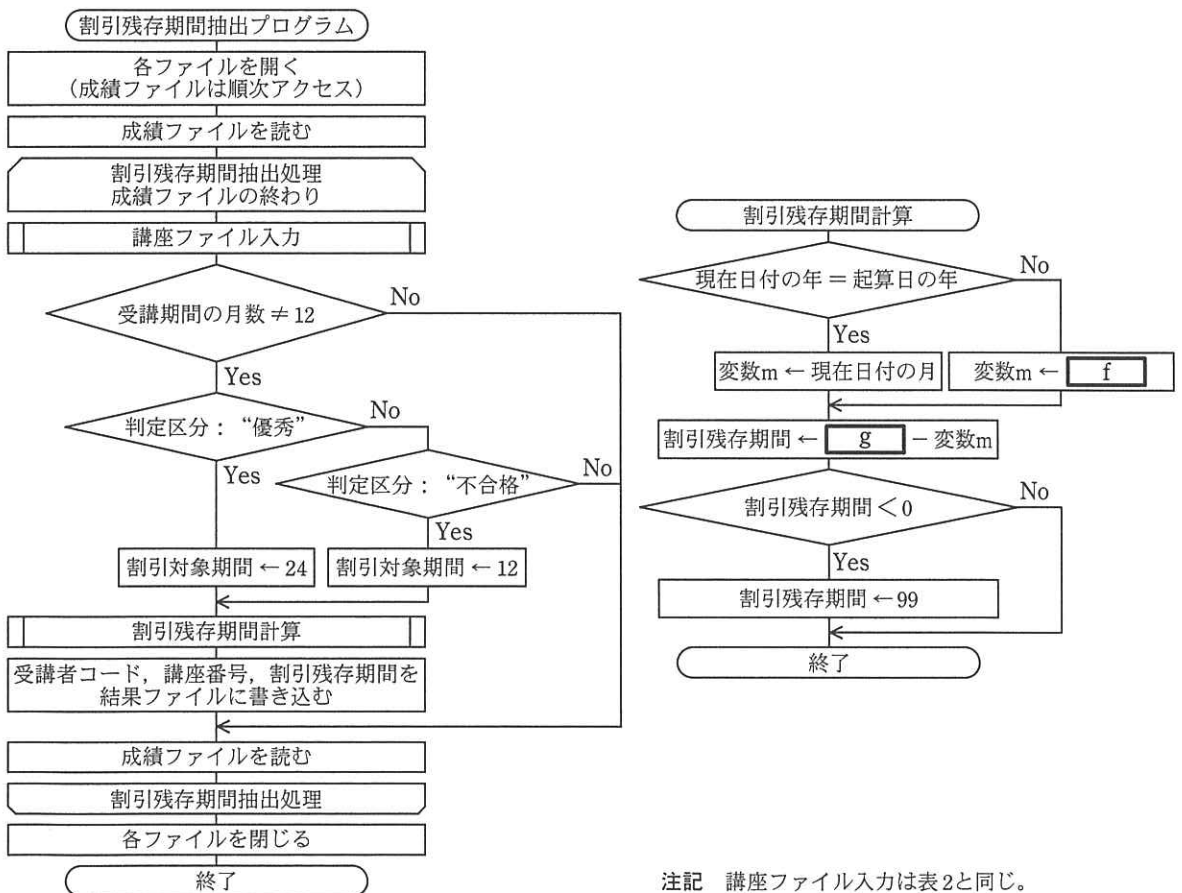 割引残存期間抽出プログラム
各ファイルを開く
(成績ファイルは順次アクセス)
成績ファイルを読む
割引残存期間抽出処理
成績ファイルの終わり
講座ファイル入力
受講期間の月数 ≠ 12
No
Yes
判定区分：“優秀”
No
Yes
判定区分：“不合格”
No
Yes
割引対象期間 ← 24
割引対象期間 ← 12
割引残存期間計算
受講者コード，講座番号，割引残存期間を
結果ファイルに書き込む
成績ファイルを読む
割引残存期間抽出処理
各ファイルを閉じる
終了
割引残存期間計算
現在日付の年 = 起算日の年
No
Yes
変数m ← 現在日付の月
変数m ← f
割引残存期間 ← g − 変数m
割引残存期間 < 0
No
Yes
割引残存期間 ← 99
終了
注記 講座ファイル入力は表2と同じ。